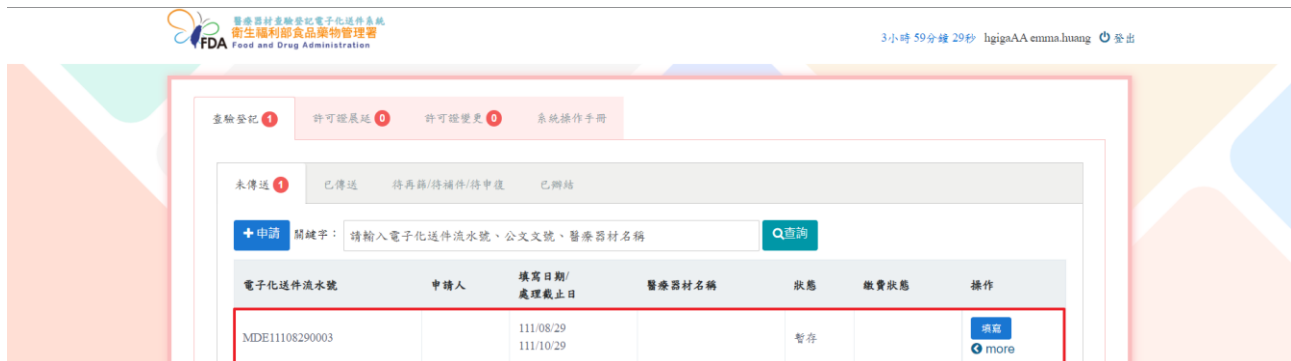 醫療器材查驗登記電子化送件系統
衛生福利部食品藥物管理署
FDA Food and Drug Administration
3小時 59分鐘 29秒 hgigaAA emma.huang 登出
查驗登記 1 許可證展延 0 許可證變更 0 系統操作手冊
未傳送 1 已傳送 待再篩/待補件/待申復 已辦結
+申請 關鍵字： 請輸入電子化送件流水號、公文文號、醫療器材名稱 查詢
電子化送件流水號 申請人 填寫日期/ 醫療器材名稱 狀態 繳費狀態 操作
處理截止日
MDE11108290003 111/08/29 暫存 填寫
111/10/29 more